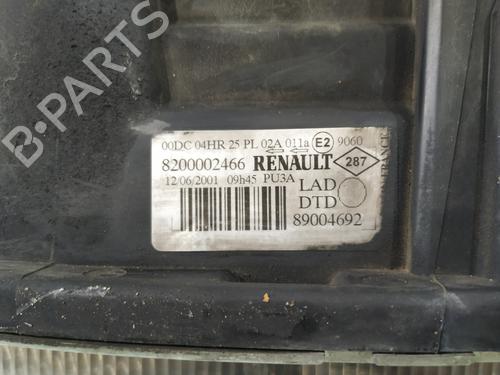 00DC 04HR 25 PL 02A 011a E2 9060
8200002466 RENAULT 287
12/06/2001 09h45 PU3A
LAD
DTD
89004692
FRANCE
B-PARTS